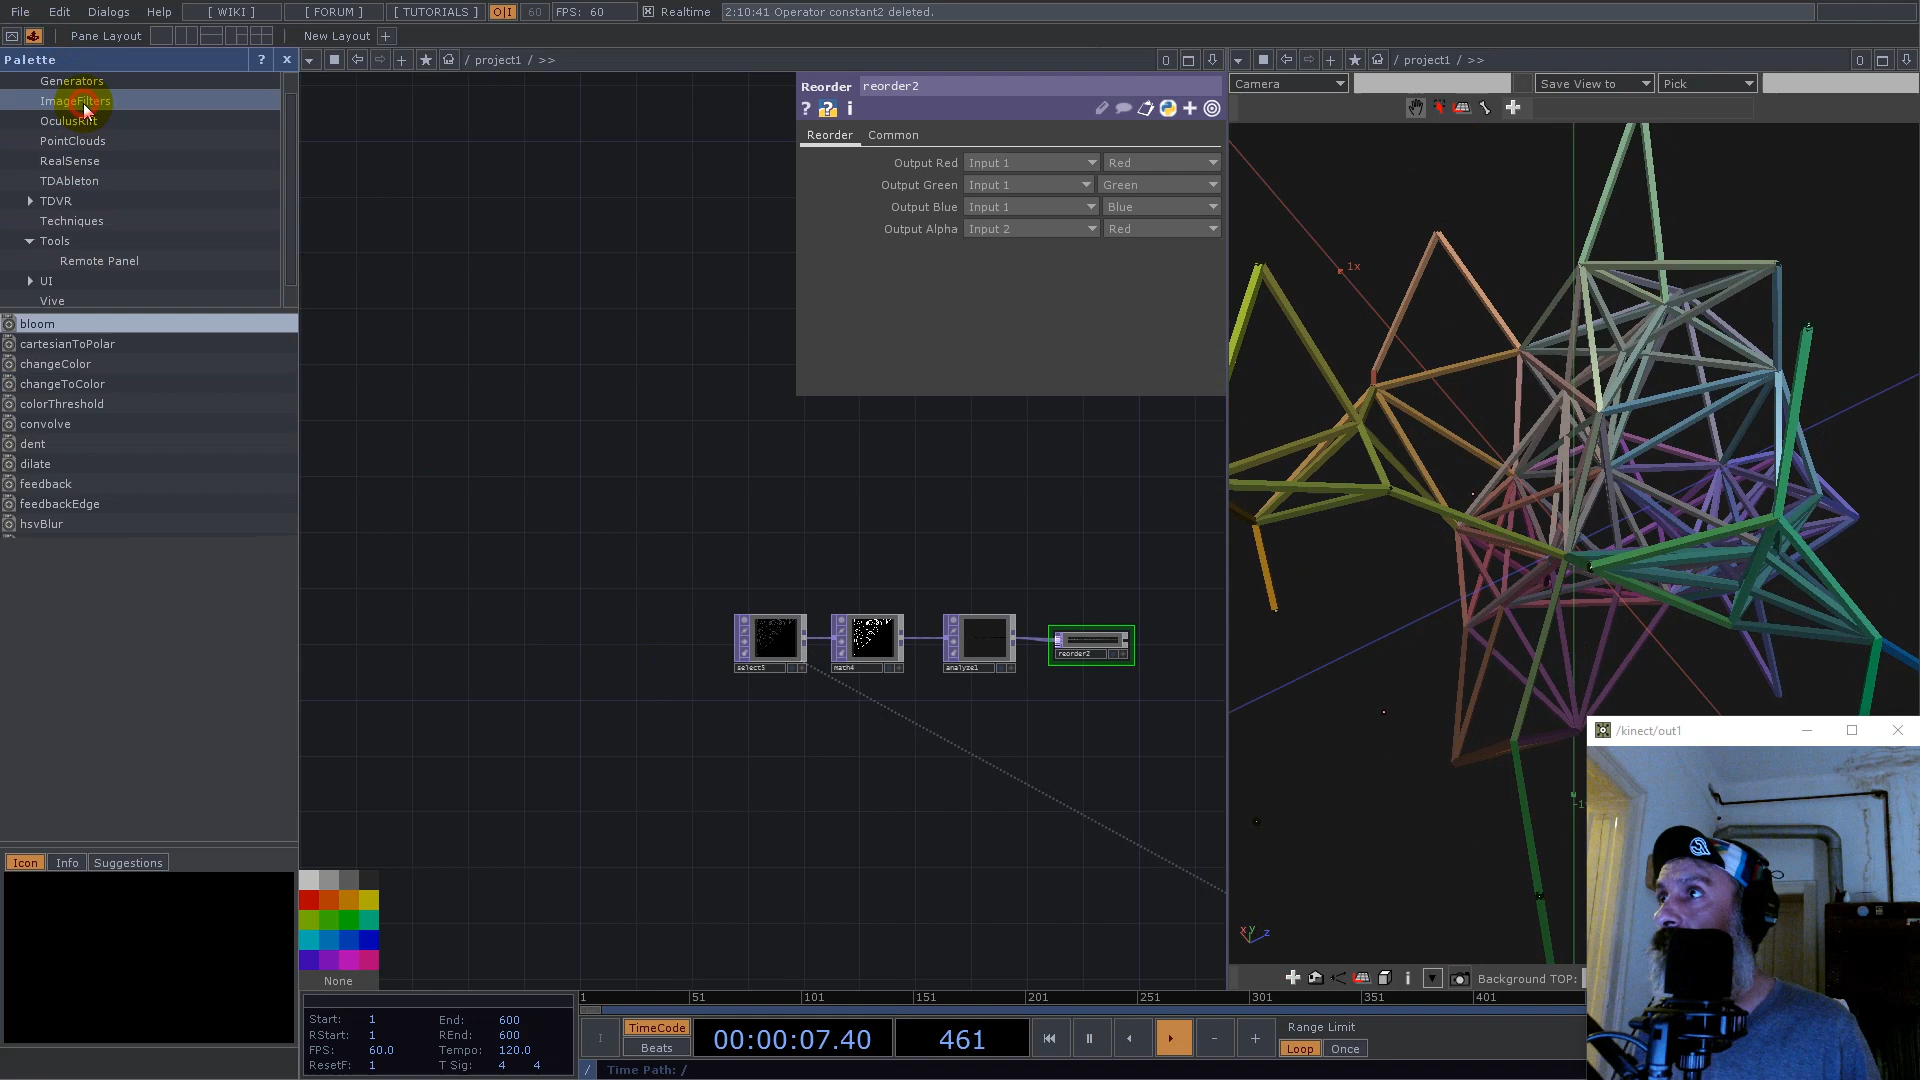 File Edit Dialogs Help [ WIKI ] [ FORUM ] [ TUTORIALS ] O|I 60 FPS: 60 Realtime 2:10:41 Operator constant2 deleted.
Pane Layout New Layout +
Palette ? x / project1 / >> 0 / project1 / >> 0
Generators
ImageFilters
OculusRift
PointClouds
RealSense
TDAbleton
TDVR
Techniques
Tools
Remote Panel
UI
Vive
bloom
cartesianToPolar
changeColor
changeToColor
colorThreshold
convolve
dent
dilate
feedback
feedbackEdge
hsvBlur
Icon Info Suggestions
Reorder reorder2
? ? i
Reorder Common
Output Red Input 1 Red
Output Green Input 1 Green
Output Blue Input 1 Blue
Output Alpha Input 2 Red
select5 math4 analyze1 reorder2
None
Camera Save View to Pick
1x
x y z
Background TOP:
/kinect/out1
Start: 1 End: 600
RStart: 1 REnd: 600
FPS: 60.0 Tempo: 120.0
ResetF: 1 T Sig: 4 4
1 51 101 151 201 251 301 351 401
TimeCode
Beats
00:00:07.40 461
Range Limit
Loop Once
/ Time Path: /